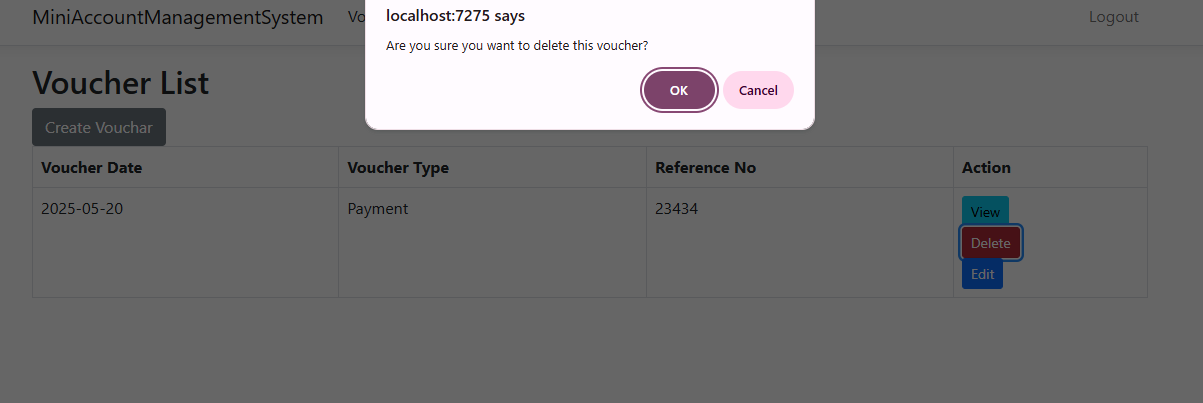 MiniAccountManagementSystem Vo Logout
localhost:7275 says
Are you sure you want to delete this voucher?
OK Cancel
Voucher List
Create Vouchar
Voucher Date Voucher Type Reference No Action
2025-05-20 Payment 23434 View
Delete
Edit